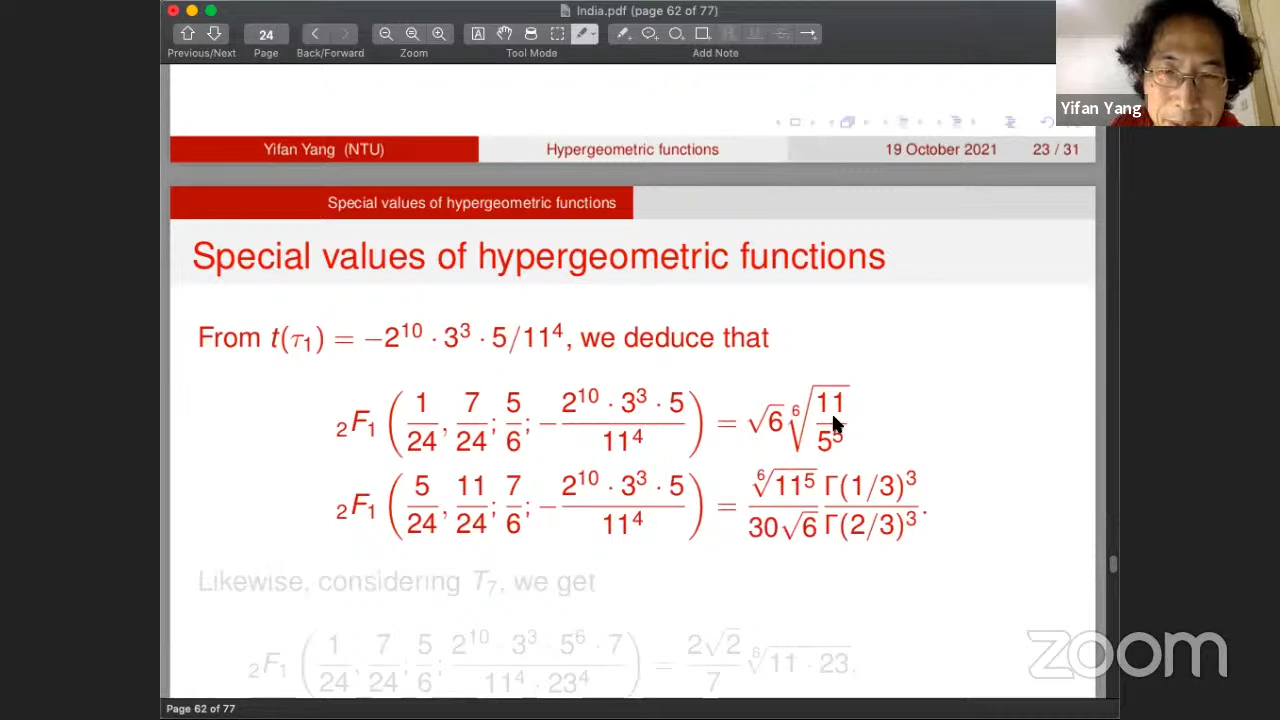 India.pdf (page 62 of 77)
24
Previous/Next Page Back/Forward Zoom Tool Mode Add Note
Yifan Yang
Yifan Yang (NTU) Hypergeometric functions 19 October 2021 23 / 31
Special values of hypergeometric functions
Special values of hypergeometric functions
From t(τ₁) = −2¹⁰ · 3³ · 5/11⁴, we deduce that
₂F₁ (1/24, 7/24; 5/6; −2¹⁰ · 3³ · 5/11⁴) = √6 ⁶√(11/5⁵)
₂F₁ (5/24, 11/24; 7/6; −2¹⁰ · 3³ · 5/11⁴) = ⁶√11⁵/30√6 Γ(1/3)³/Γ(2/3)³.
Likewise, considering T₇, we get
₂F₁ (1/24, 7/24; 5/6; 2¹⁰ · 3³ · 5⁶ · 7/11⁴ · 23⁴) = 2√2/7 ⁶√11 · 23.
zoom
Page 62 of 77